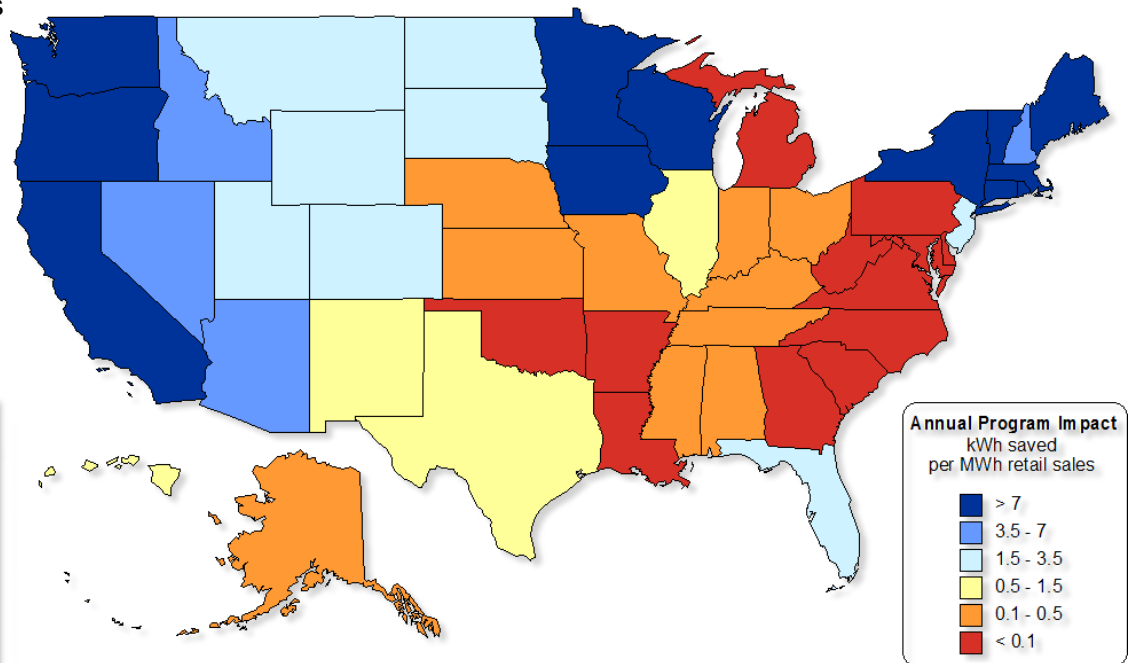 s
Annual Program Impact
kWh saved
per MWh retail sales
> 7
3.5 - 7
1.5 - 3.5
0.5 - 1.5
0.1 - 0.5
< 0.1